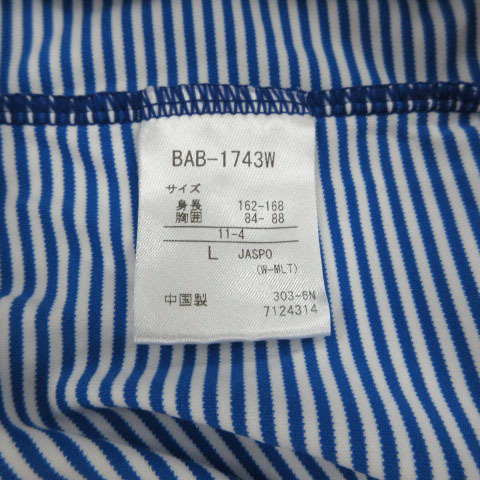 BAB-1743W
サイズ
身長 162-168
胸囲 84- 88
11-4
L JASPO
(W-MLT)
中国製 303-6N
7124314